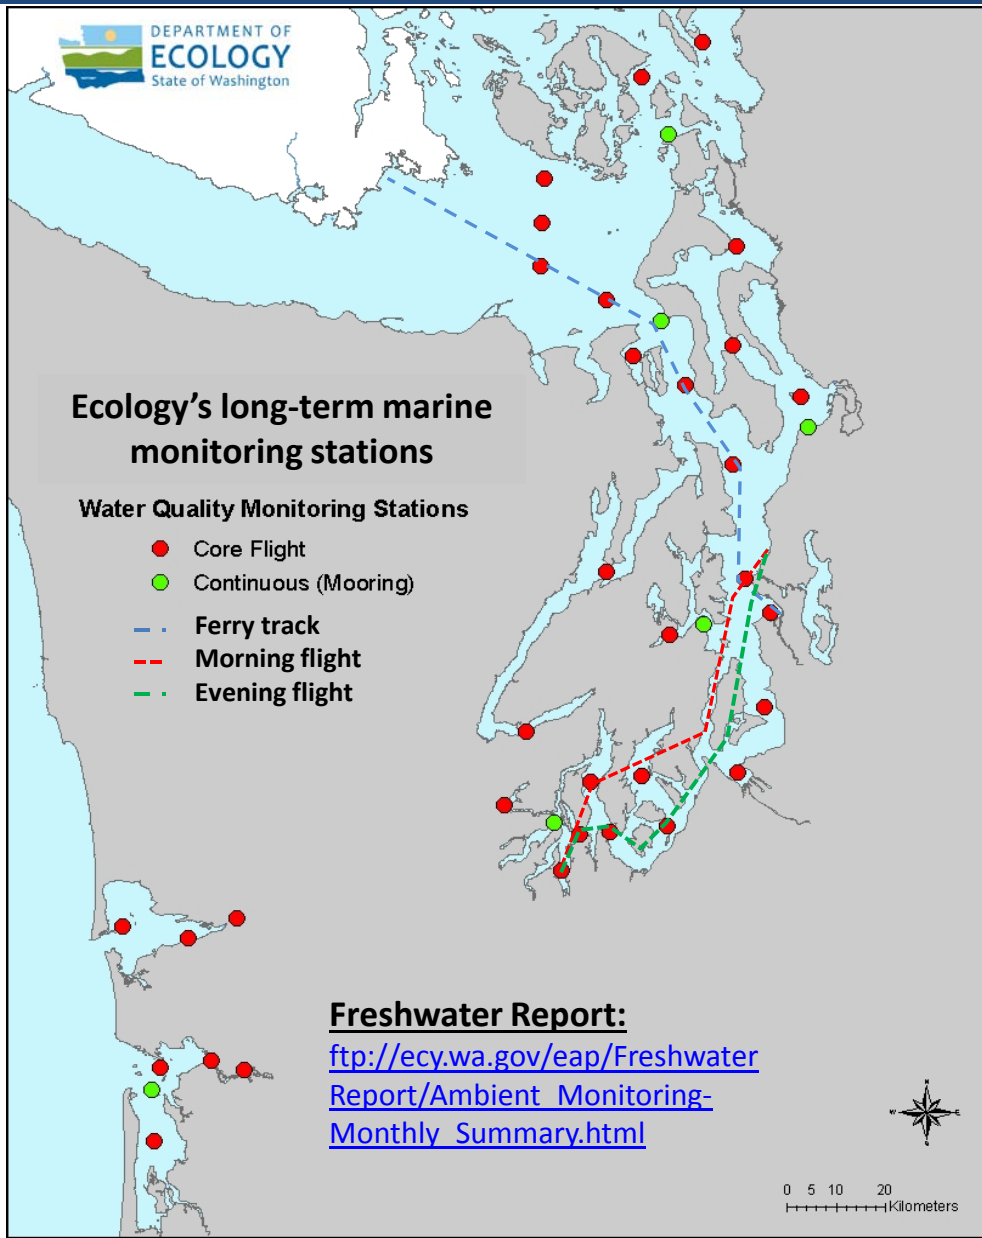 DEPARTMENT OF
ECOLOGY
State of Washington
Ecology's long-term marine
monitoring stations
Water Quality Monitoring Stations
Core Flight
Continuous (Mooring)
Ferry track
Morning flight
Evening flight
Freshwater Report:
ftp://ecy.wa.gov/eap/Freshwater
Report/Ambient_Monitoring-
Monthly_Summary.html
N
W E
S
0 5 10 20
Kilometers